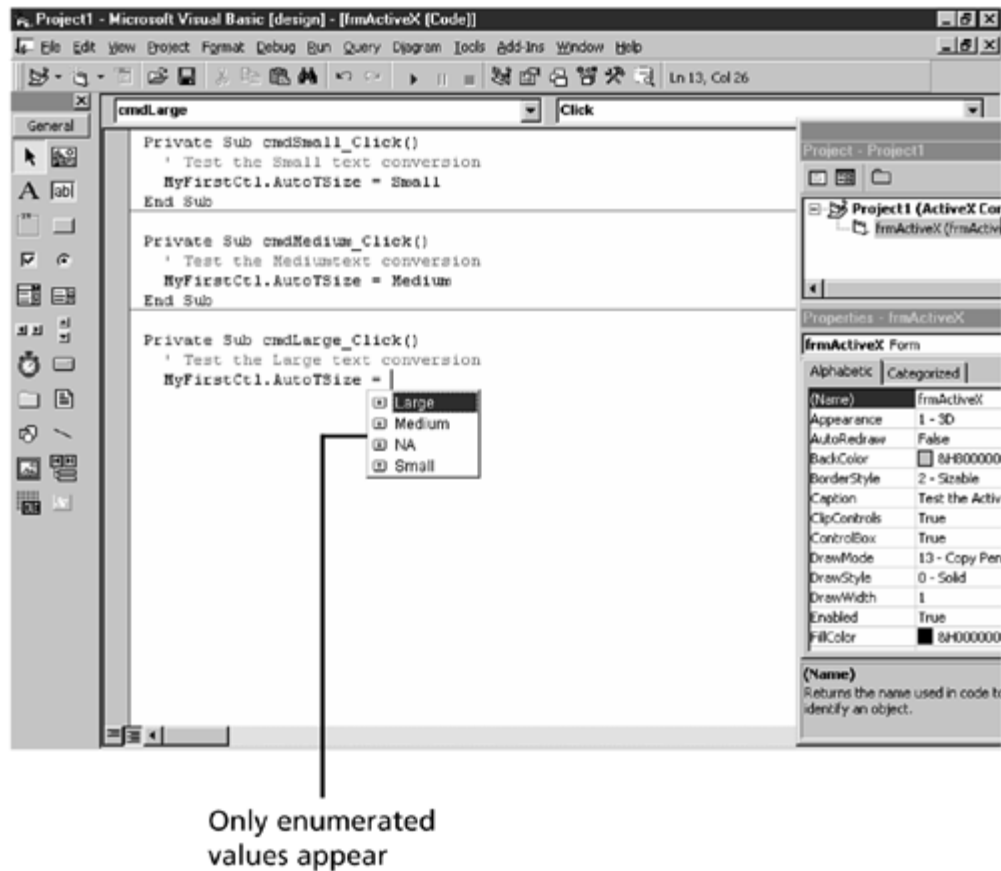 Project1 - Microsoft Visual Basic [design] - [frmActiveX (Code)]
File Edit View Project Format Debug Run Query Diagram Tools Add-Ins Window Help
Ln 13, Col 26
General
cmdLarge
Click
Private Sub cmdSmall_Click()
' Test the Small text conversion
MyFirstCtl.AutoTSize = Small
End Sub
Private Sub cmdMedium_Click()
' Test the Mediumtext conversion
MyFirstCtl.AutoTSize = Medium
End Sub
Private Sub cmdLarge_Click()
' Test the Large text conversion
MyFirstCtl.AutoTSize =
Large
Medium
NA
Small
Project - Project1
Project1 (ActiveX Con
frmActiveX (frmActive
Properties - frmActiveX
frmActiveX Form
Alphabetic Categorized
(Name) frmActiveX
Appearance 1 - 3D
AutoRedraw False
BackColor &H800000
BorderStyle 2 - Sizable
Caption Test the Activ
ClipControls True
ControlBox True
DrawMode 13 - Copy Pen
DrawStyle 0 - Solid
DrawWidth 1
Enabled True
FillColor &H000000
(Name)
Returns the name used in code to
identify an object.
Only enumerated
values appear